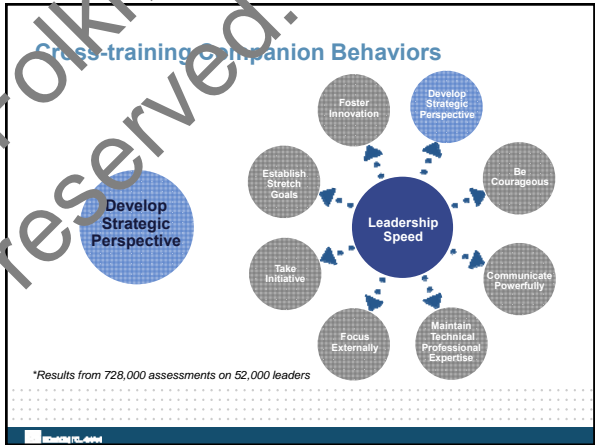 Cross-training Companion Behaviors
Foster
Innovation
Develop
Strategic
Perspective
Establish
Stretch
Goals
Be
Courageous
Develop
Strategic
Perspective
Leadership
Speed
Take
Initiative
Communicate
Powerfully
Focus
Externally
Maintain
Technical
Professional
Expertise
*Results from 728,000 assessments on 52,000 leaders
reserved.